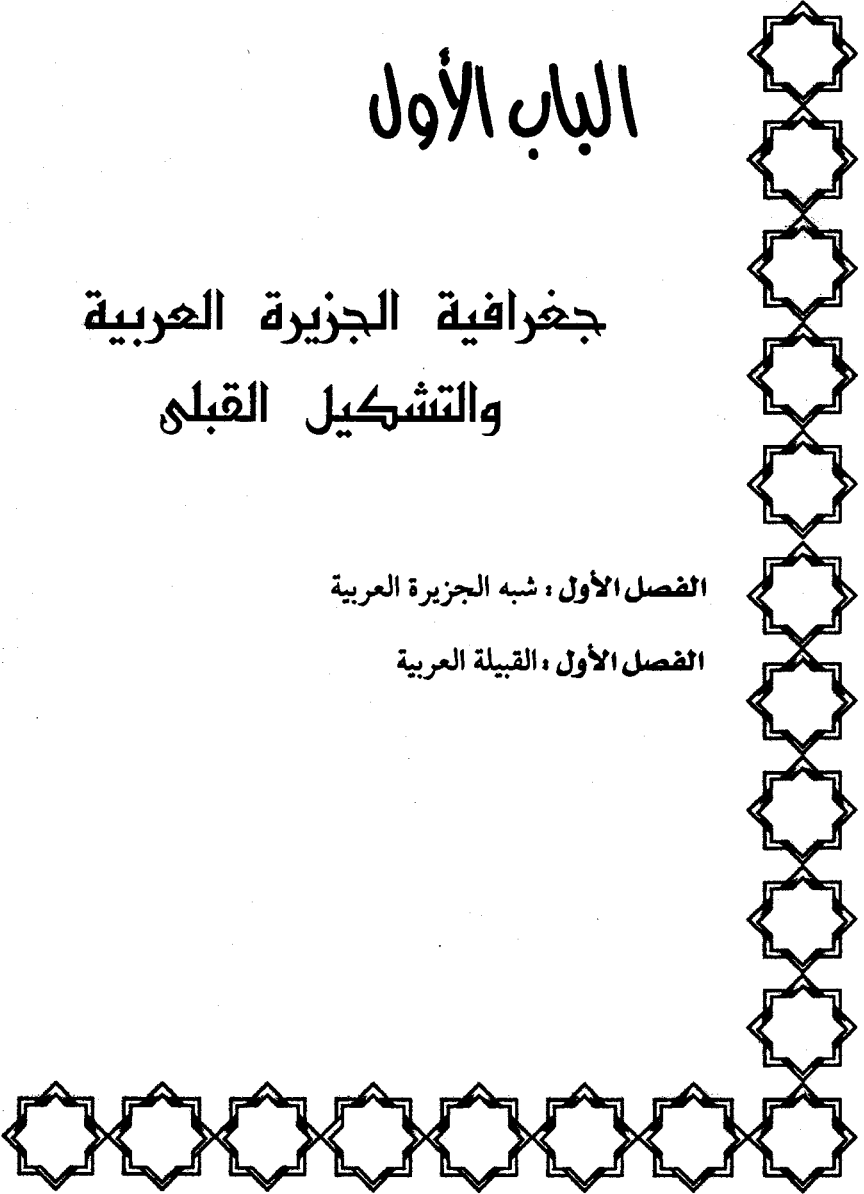 الباب الأول
جغرافية الجزيرة العربية
والتشكيل القبلى
الفصل الأول : شبه الجزيرة العربية
الفصل الأول : القبيلة العربية